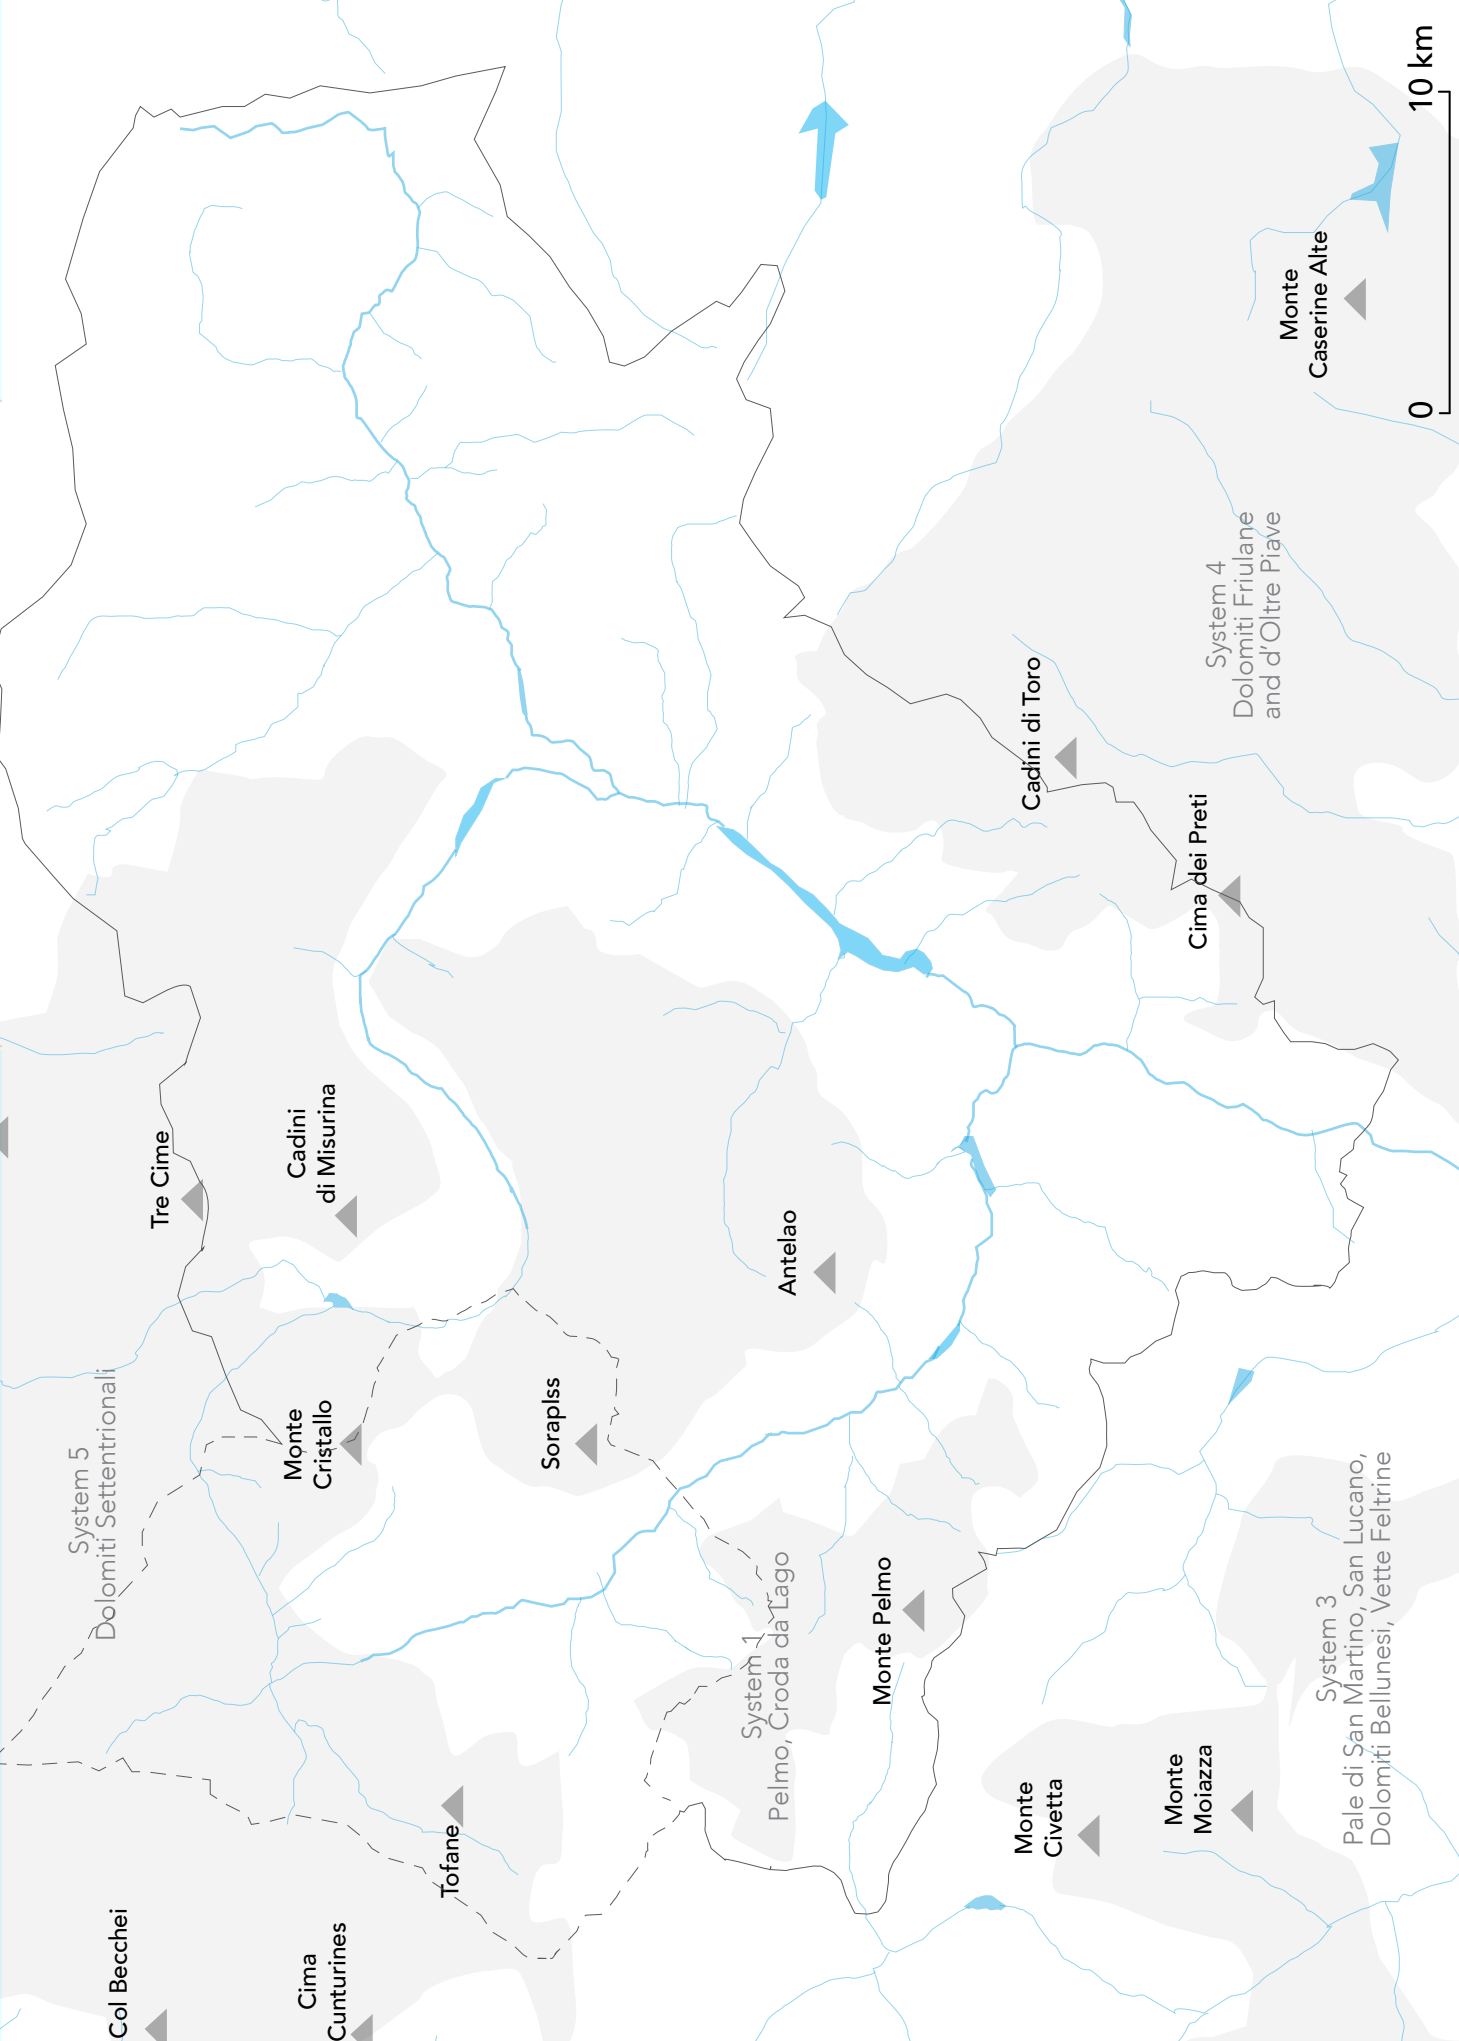 System 5
Dolomiti Settentrionali
Col Becchei
Tre Cime
Monte
Cristallo
Cadini
di Misurina
Cima
Cunturines
Tofane
Soraplss
System 1
Pelmo, Croda da Lago
Antelao
Monte Pelmo
Monte
Civetta
Cadini di Toro
Monte
Moiazza
Cima dei Preti
System 4
Dolomiti Friulane
and d'Oltre Piave
Monte
Caserine Alte
System 3
Pale di San Martino, San Lucano,
Dolomiti Bellunesi, Vette Feltrine
0 10 km